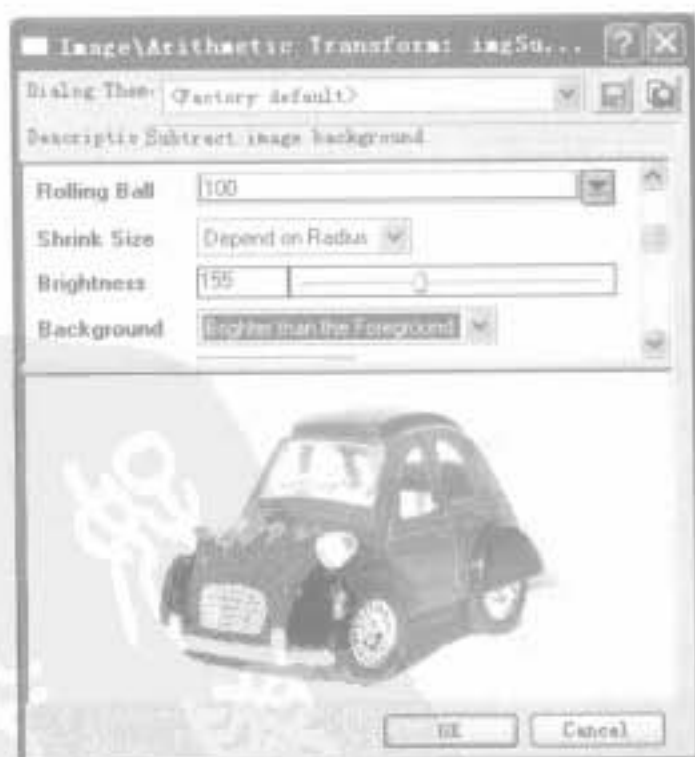 Image\Arithmetic Transform: imgSu...
Dialog Them <Factory default>
Descriptio Subtract image background
Rolling Ball 100
Shrink Size Depend on Radius
Brightness 155
Background Brighter than the Foreground
OK Cancel